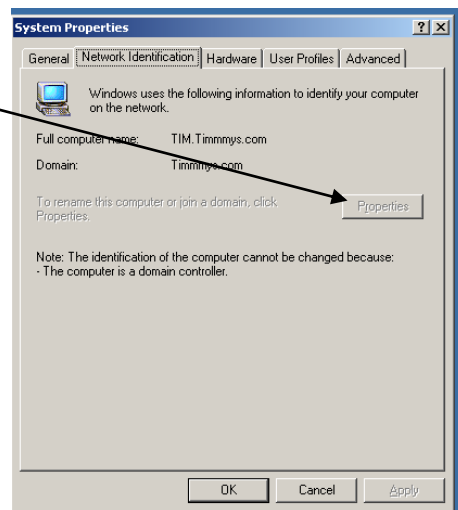 System Properties
General Network Identification Hardware User Profiles Advanced
Windows uses the following information to identify your computer
on the network.
Full computer name: TIM.Timmmys.com
Domain: Timmmys.com
To rename this computer or join a domain, click
Properties.
Properties
Note: The identification of the computer cannot be changed because:
- The computer is a domain controller.
OK Cancel Apply